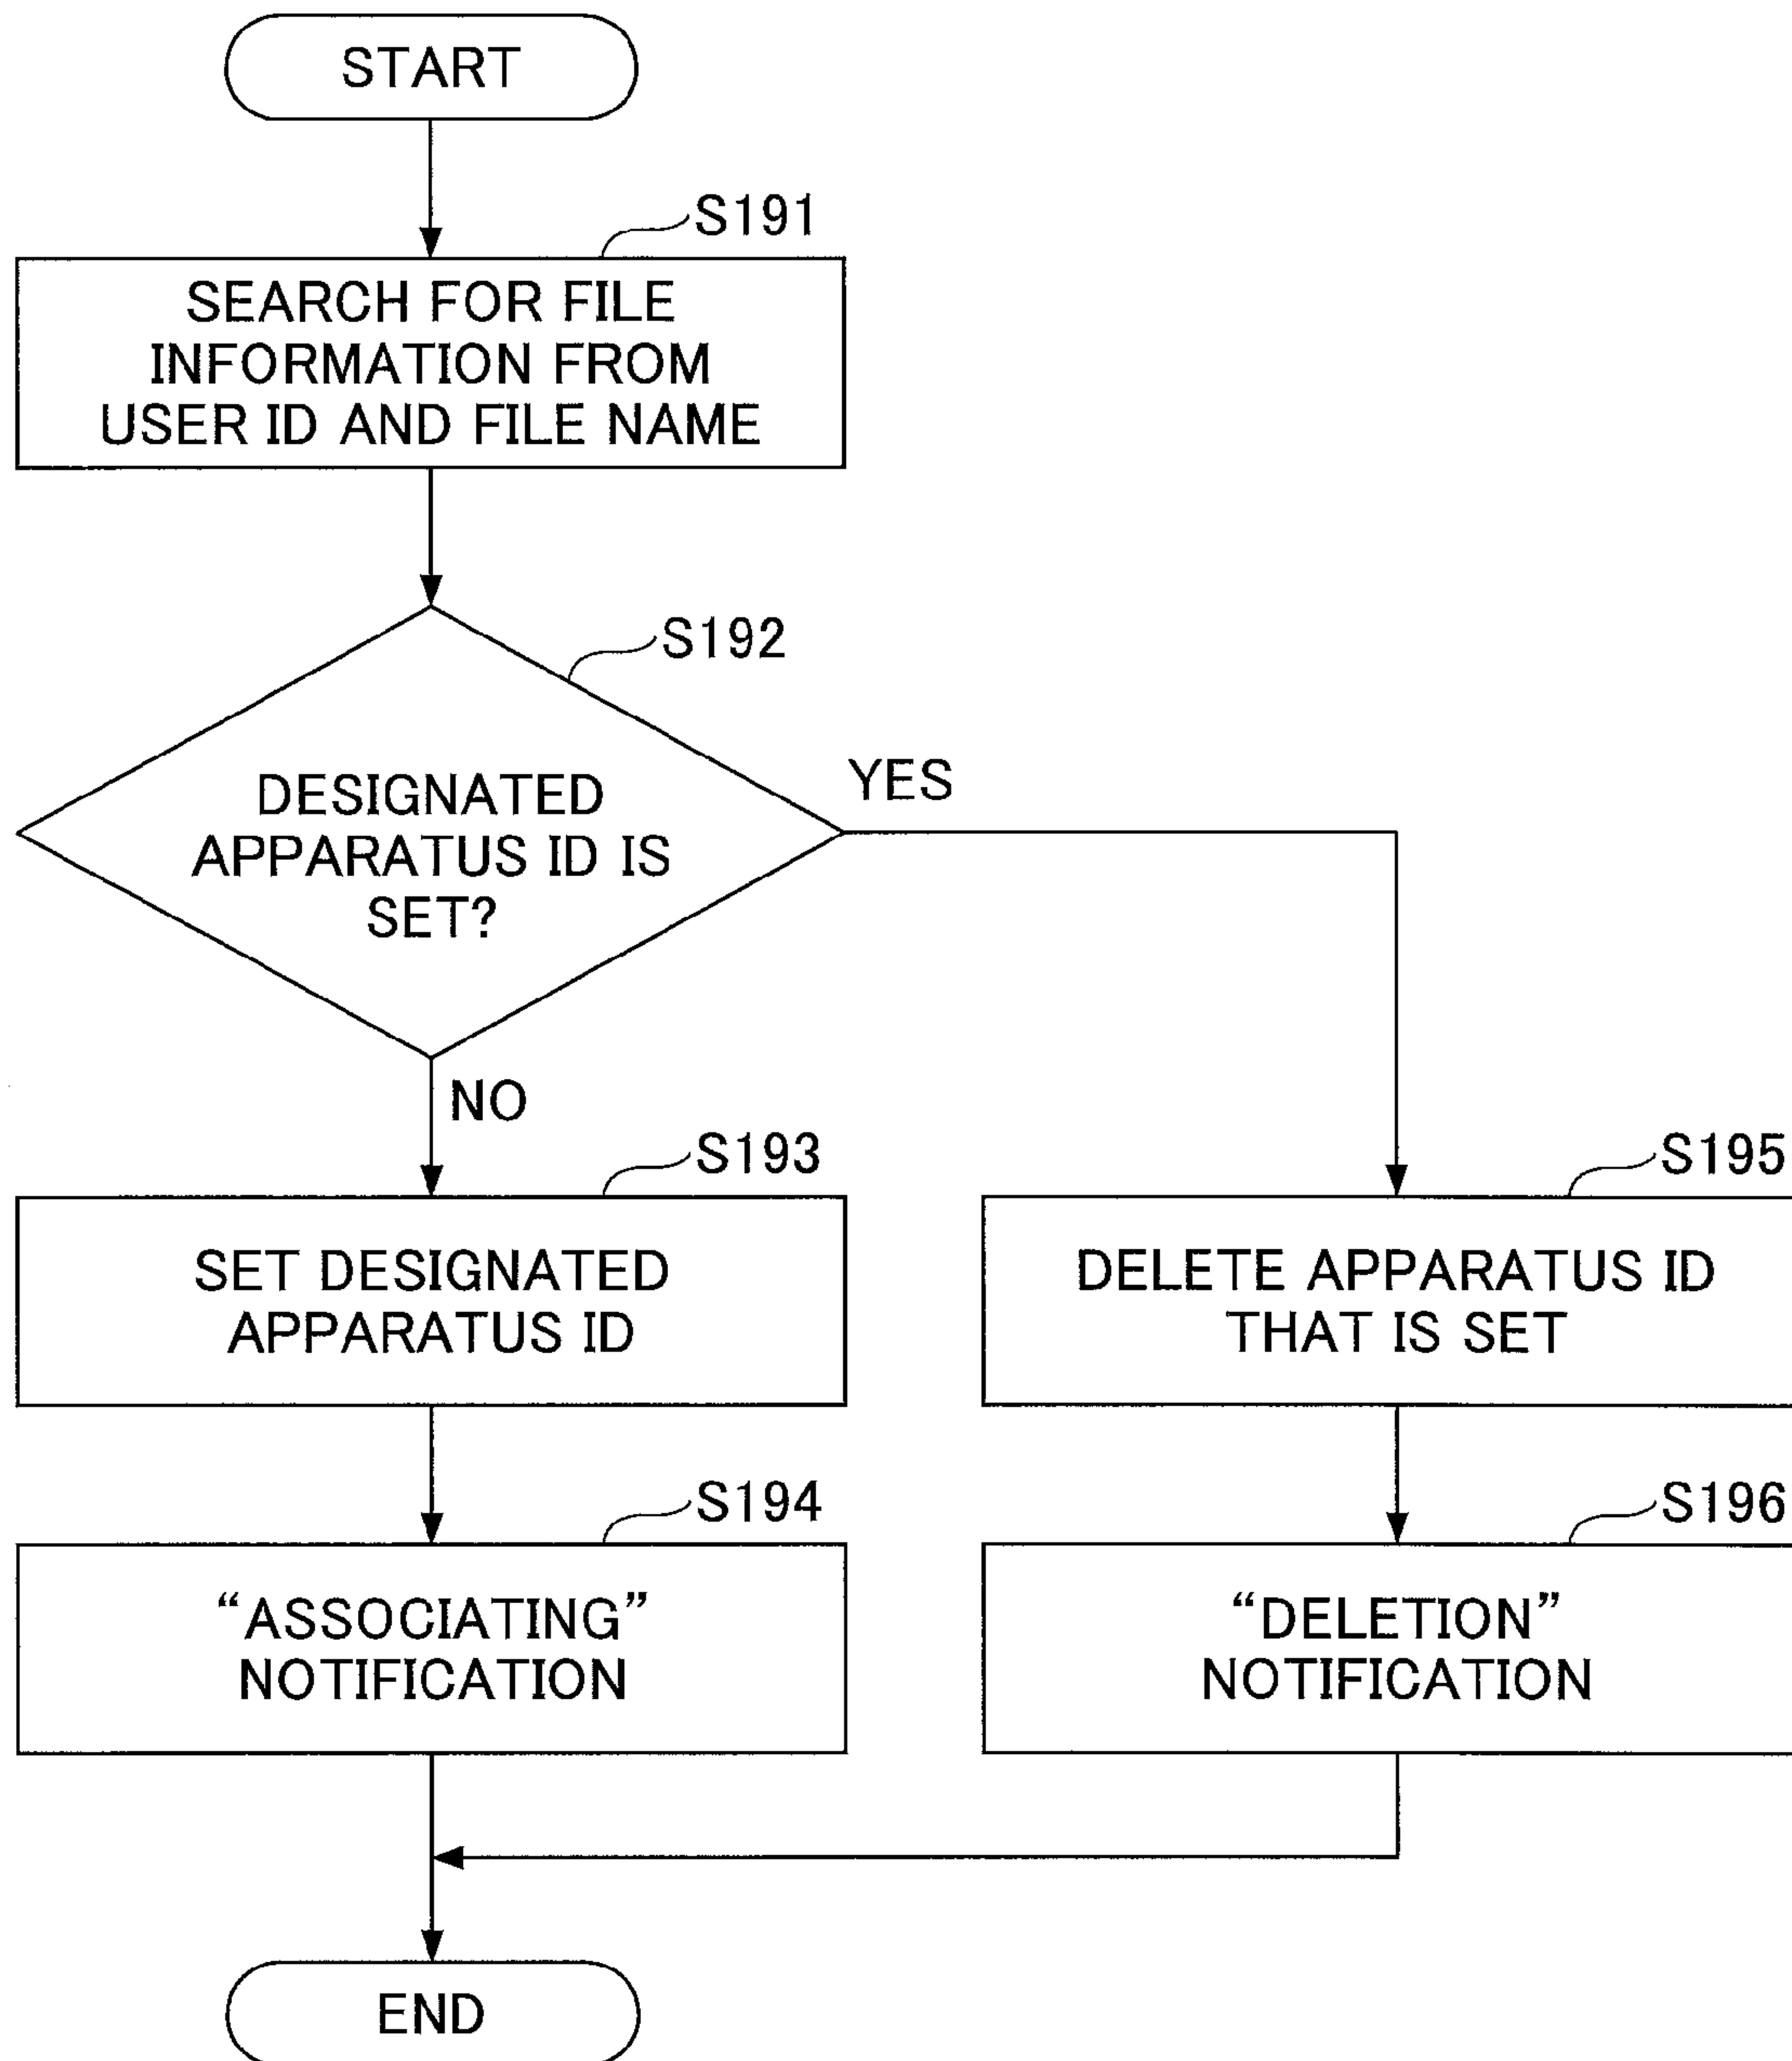 START
S191
SEARCH FOR FILE
INFORMATION FROM
USER ID AND FILE NAME
S192
DESIGNATED
APPARATUS ID IS
SET?
YES
NO
S193
SET DESIGNATED
APPARATUS ID
S195
DELETE APPARATUS ID
THAT IS SET
S194
“ASSOCIATING”
NOTIFICATION
S196
“DELETION”
NOTIFICATION
END